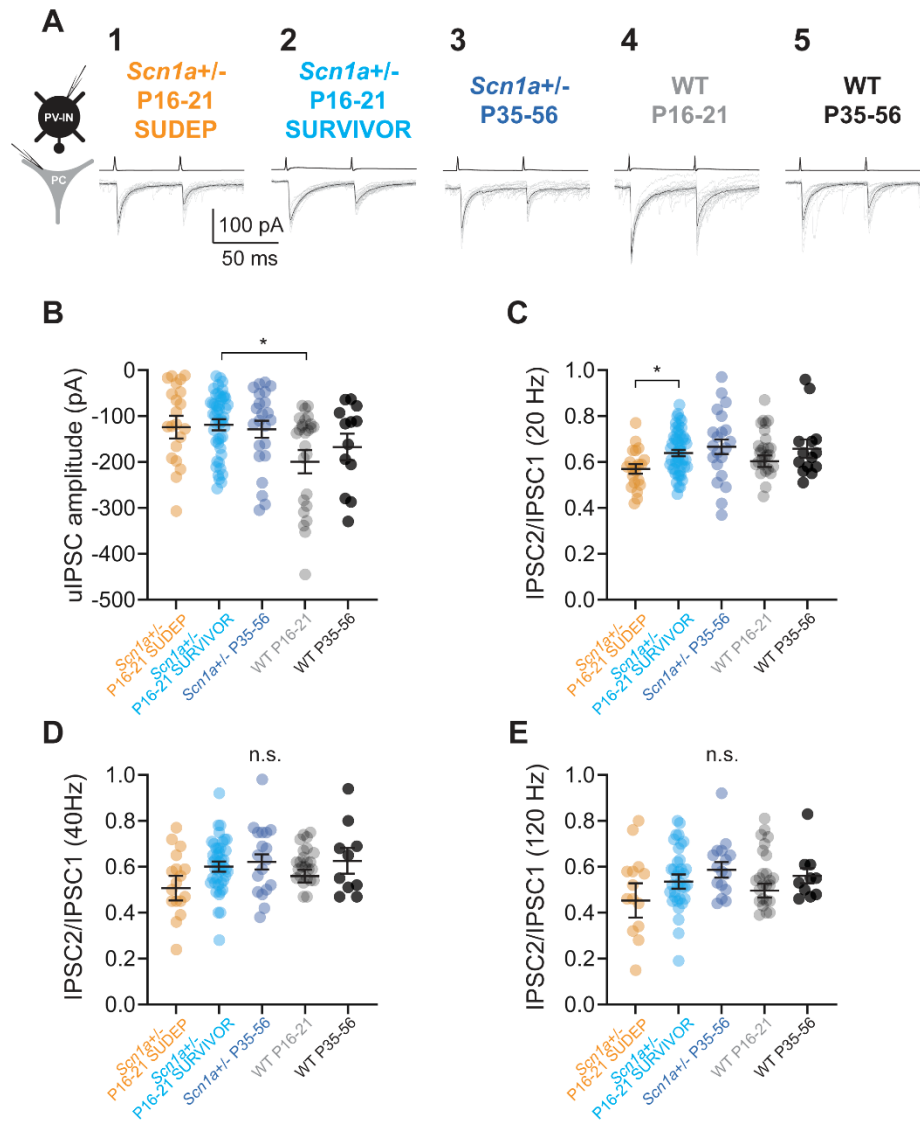 A
1
2
3
4
5
Scn1a+/-
P16-21
SUDEP
Scn1a+/-
P16-21
SURVIVOR
Scn1a+/-
P35-56
WT
P16-21
WT
P35-56
PV-IN
PC
100 pA
50 ms
B
*
uIPSC amplitude (pA)
0
-100
-200
-300
-400
-500
Scn1a+/-
P16-21 SUDEP
Scn1a+/-
P16-21 SURVIVOR
Scn1a+/- P35-56
WT P16-21
WT P35-56
C
*
IPSC2/IPSC1 (20 Hz)
1.0
0.8
0.6
0.4
0.2
0.0
Scn1a+/-
P16-21 SUDEP
Scn1a+/-
P16-21 SURVIVOR
Scn1a+/- P35-56
WT P16-21
WT P35-56
D
n.s.
IPSC2/IPSC1 (40Hz)
1.0
0.8
0.6
0.4
0.2
0.0
Scn1a+/-
P16-21 SUDEP
Scn1a+/-
P16-21 SURVIVOR
Scn1a+/- P35-56
WT P16-21
WT P35-56
E
n.s.
IPSC2/IPSC1 (120 Hz)
1.0
0.8
0.6
0.4
0.2
0.0
Scn1a+/-
P16-21 SUDEP
Scn1a+/-
P16-21 SURVIVOR
Scn1a+/- P35-56
WT P16-21
WT P35-56